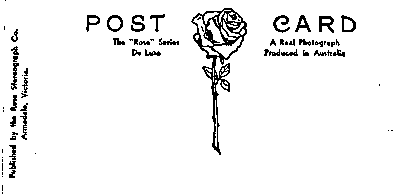 POST CARD
The "Rose" Series
De Luxe
A Real Photograph
Produced in Australia
Published by the Rose Stereograph Co.
Armadale, Victoria.